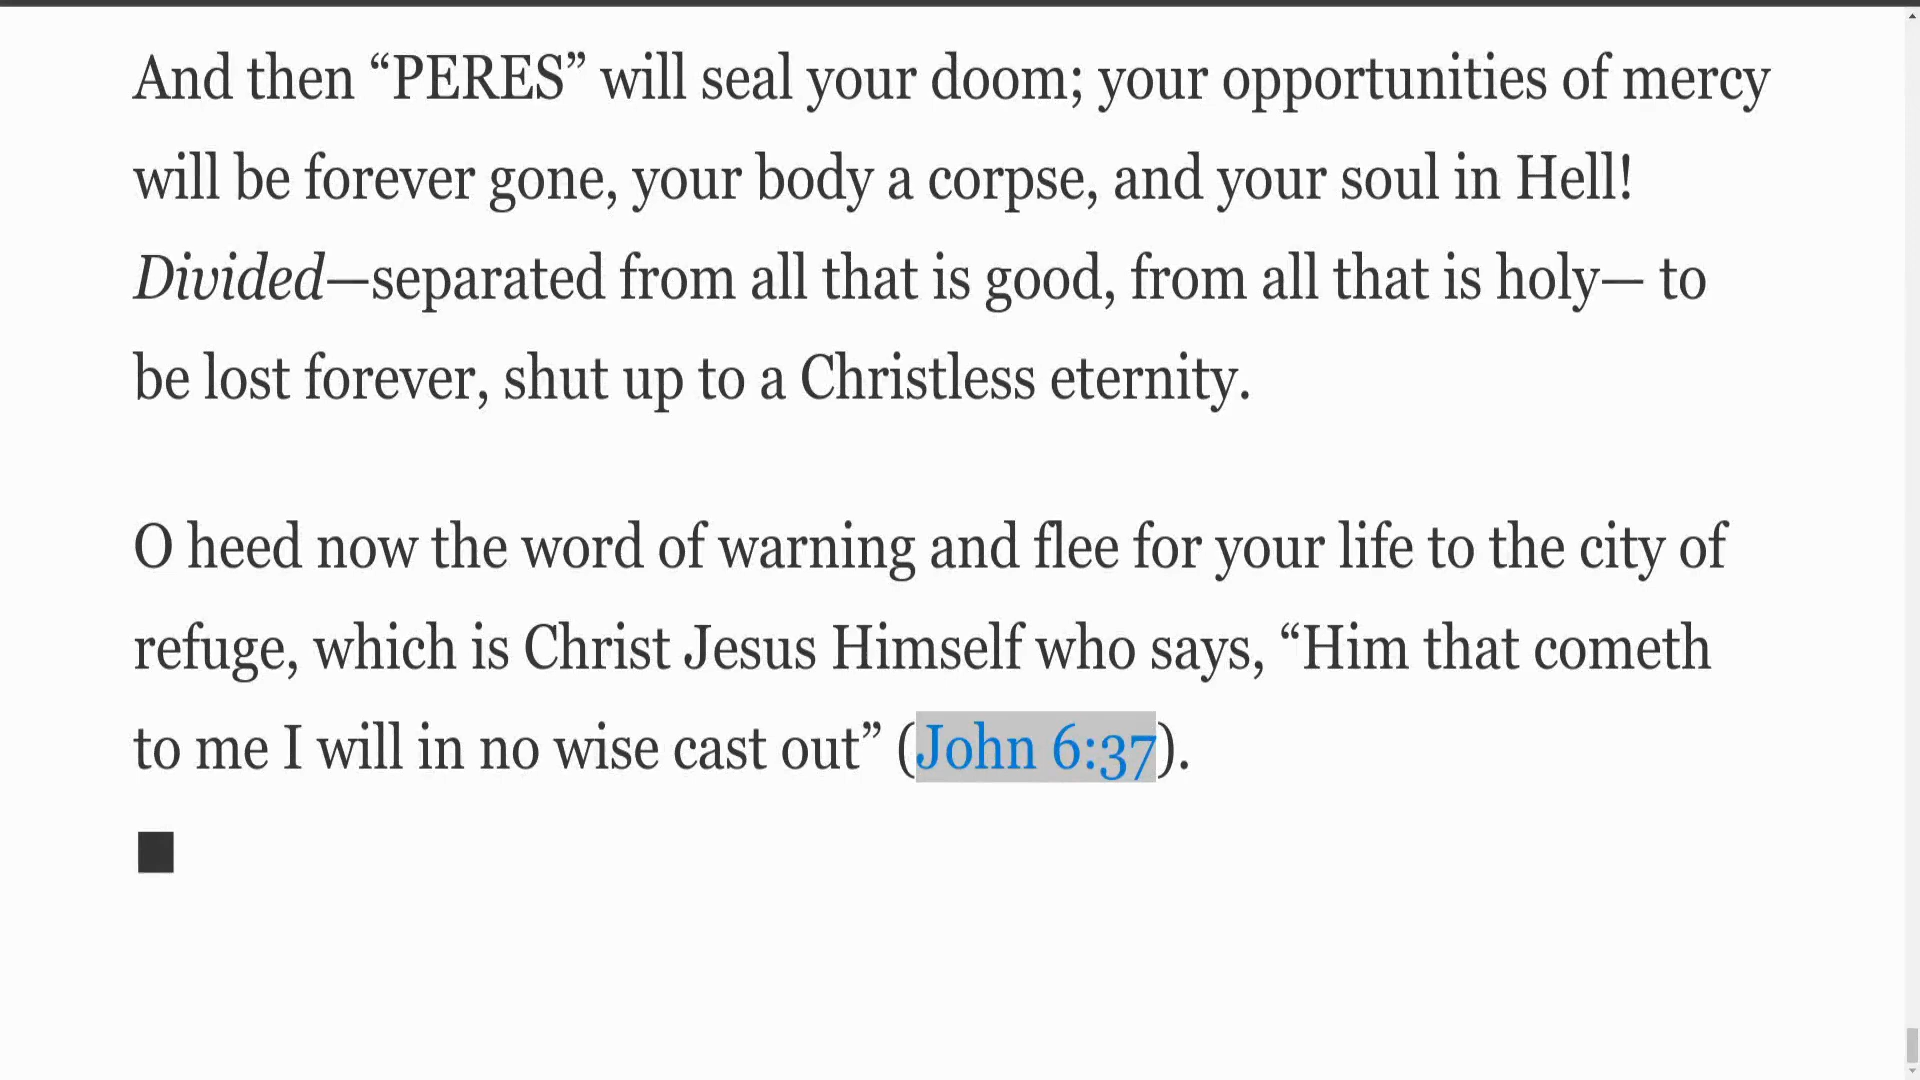 And then “PERES” will seal your doom; your opportunities of mercy
will be forever gone, your body a corpse, and your soul in Hell!
Divided—separated from all that is good, from all that is holy— to
be lost forever, shut up to a Christless eternity.
O heed now the word of warning and flee for your life to the city of
refuge, which is Christ Jesus Himself who says, “Him that cometh
to me I will in no wise cast out” (John 6:37).